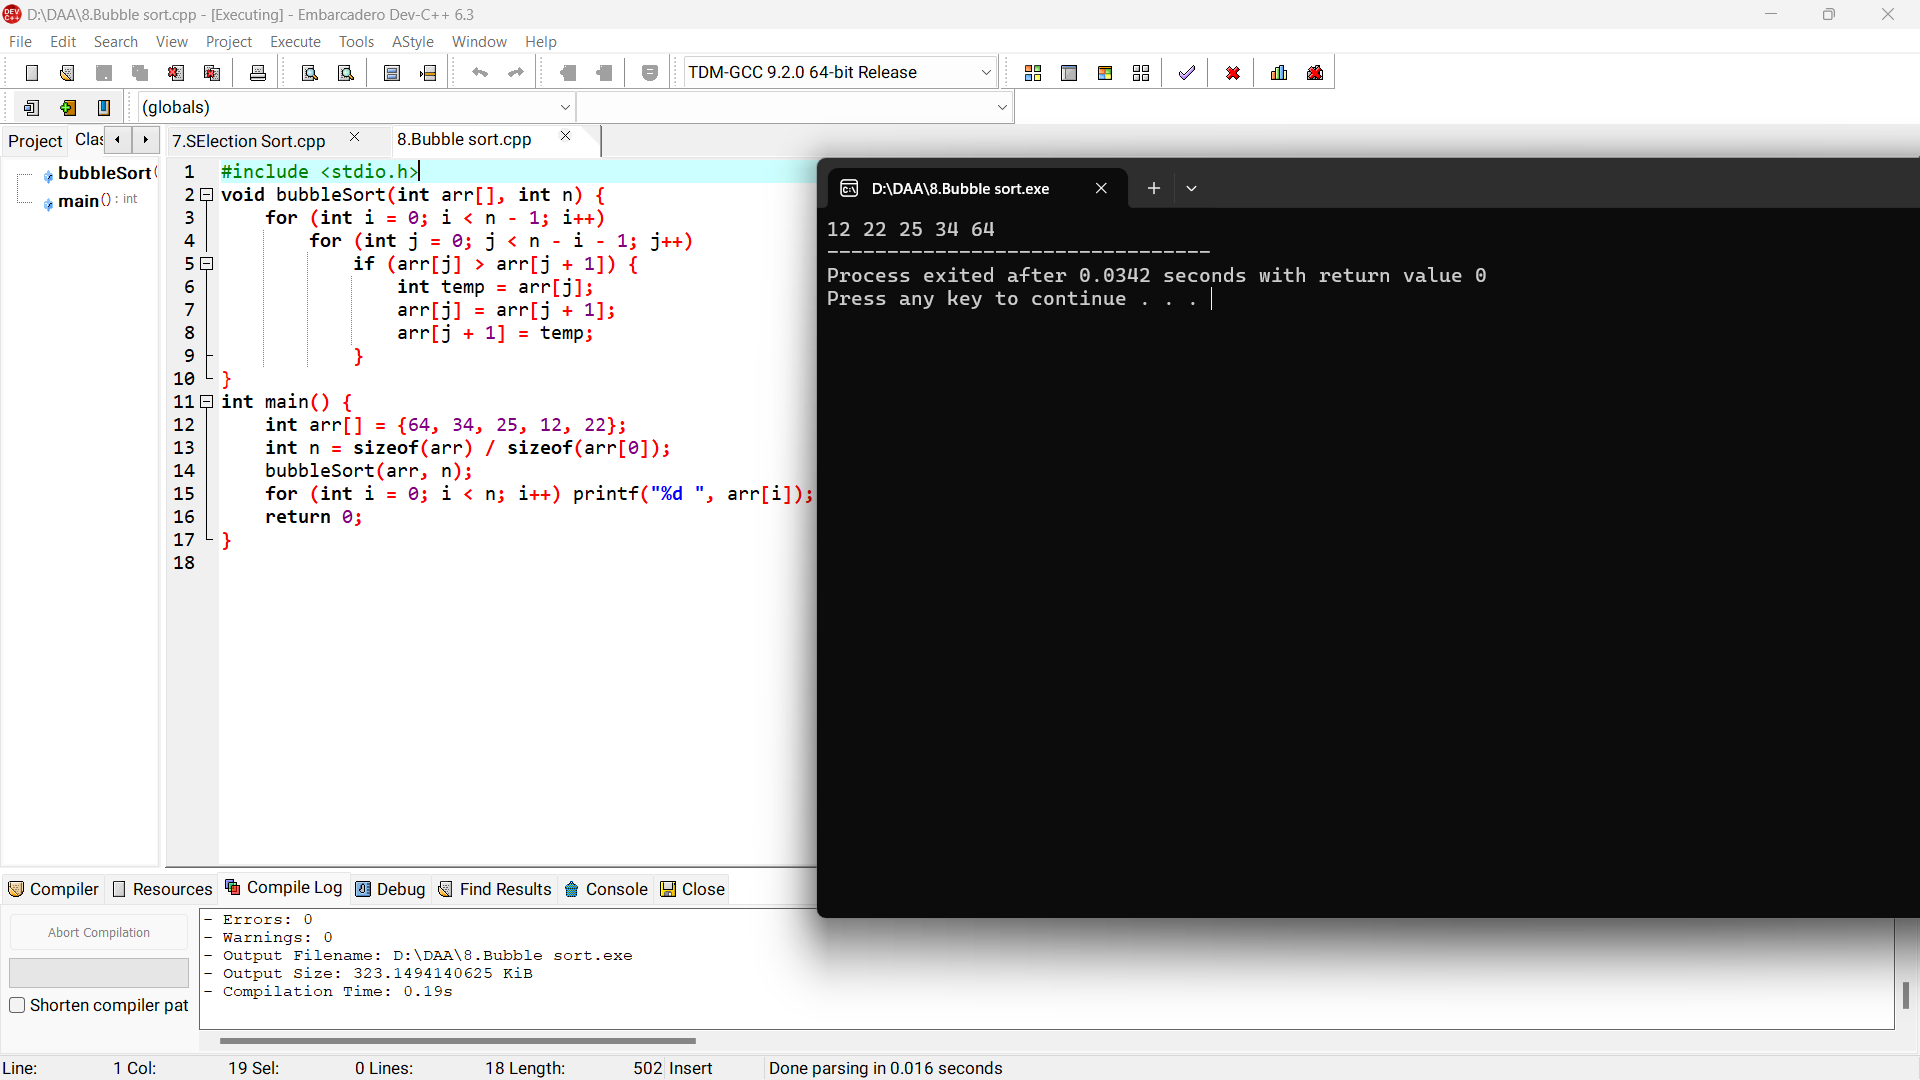 D:\DAA\8.Bubble sort.cpp - [Executing] - Embarcadero Dev-C++ 6.3
File Edit Search View Project Execute Tools AStyle Window Help
TDM-GCC 9.2.0 64-bit Release
(globals)
Project Clas
7.SElection Sort.cpp
8.Bubble sort.cpp
bubbleSort(
main() : int
1 #include <stdio.h>
2 void bubbleSort(int arr[], int n) {
3 for (int i = 0; i < n - 1; i++)
4 for (int j = 0; j < n - i - 1; j++)
5 if (arr[j] > arr[j + 1]) {
6 int temp = arr[j];
7 arr[j] = arr[j + 1];
8 arr[j + 1] = temp;
9 }
10 }
11 int main() {
12 int arr[] = {64, 34, 25, 12, 22};
13 int n = sizeof(arr) / sizeof(arr[0]);
14 bubbleSort(arr, n);
15 for (int i = 0; i < n; i++) printf("%d ", arr[i]);
16 return 0;
17 }
18
D:\DAA\8.Bubble sort.exe
12 22 25 34 64
--------------------------------
Process exited after 0.0342 seconds with return value 0
Press any key to continue . . .
Compiler Resources Compile Log Debug Find Results Console Close
Abort Compilation
Shorten compiler pat
- Errors: 0
- Warnings: 0
- Output Filename: D:\DAA\8.Bubble sort.exe
- Output Size: 323.1494140625 KiB
- Compilation Time: 0.19s
Line: 1 Col: 19 Sel: 0 Lines: 18 Length: 502 Insert Done parsing in 0.016 seconds